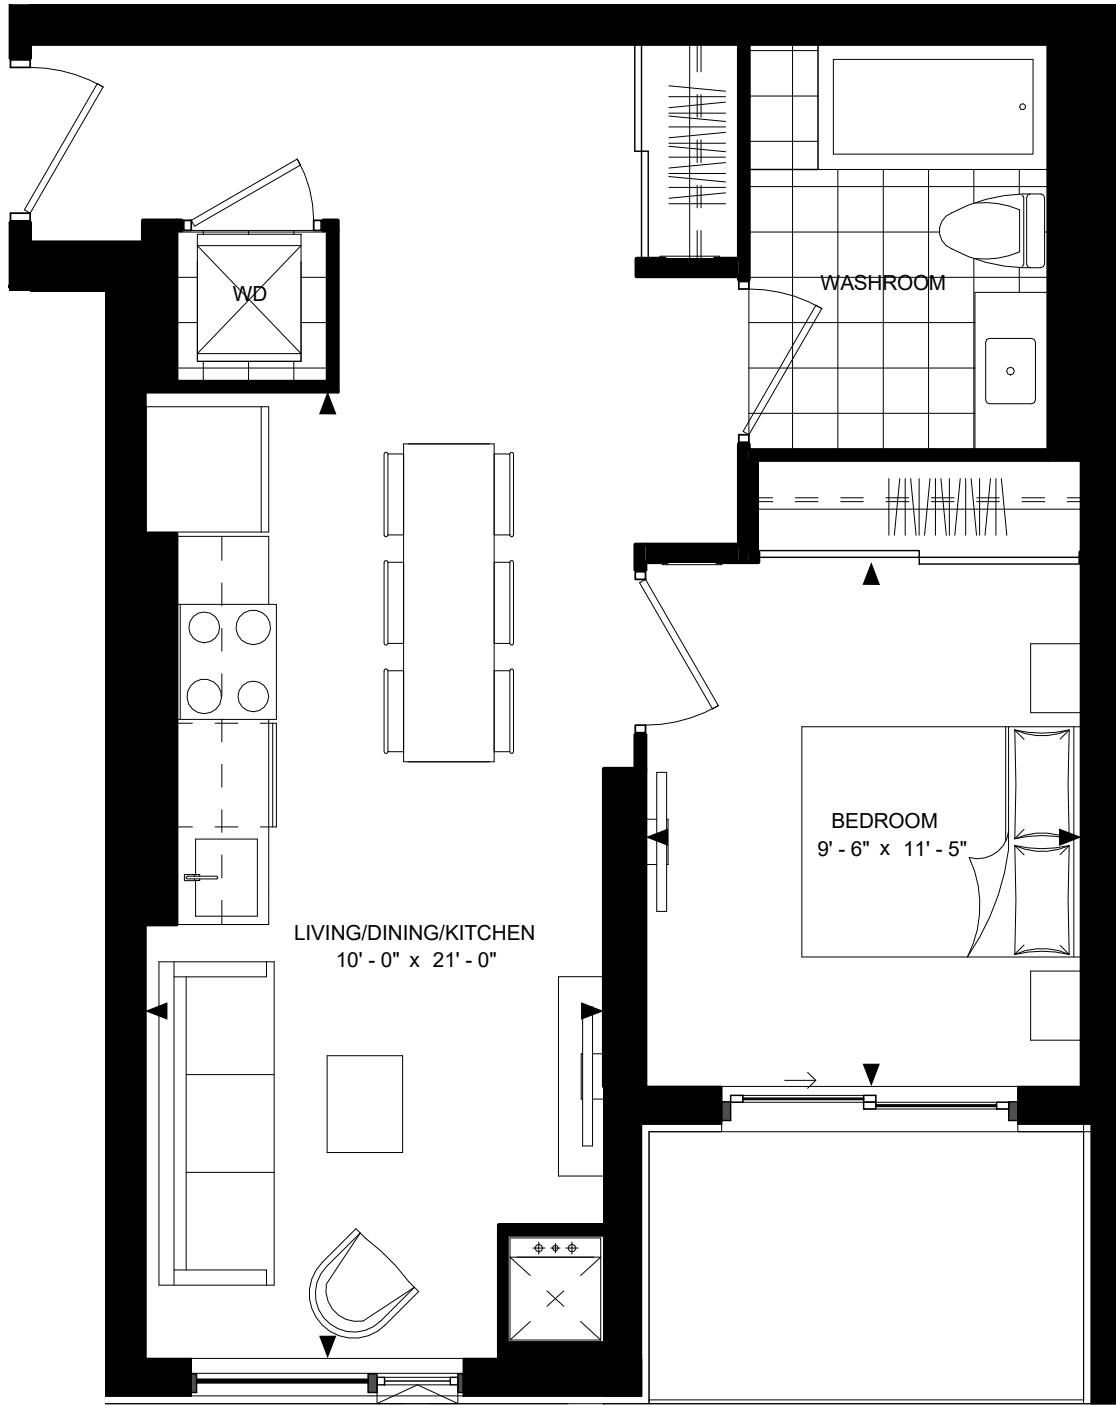 WD
WASHROOM
BEDROOM
9' - 6" x 11' - 5"
LIVING/DINING/KITCHEN
10' - 0" x 21' - 0"